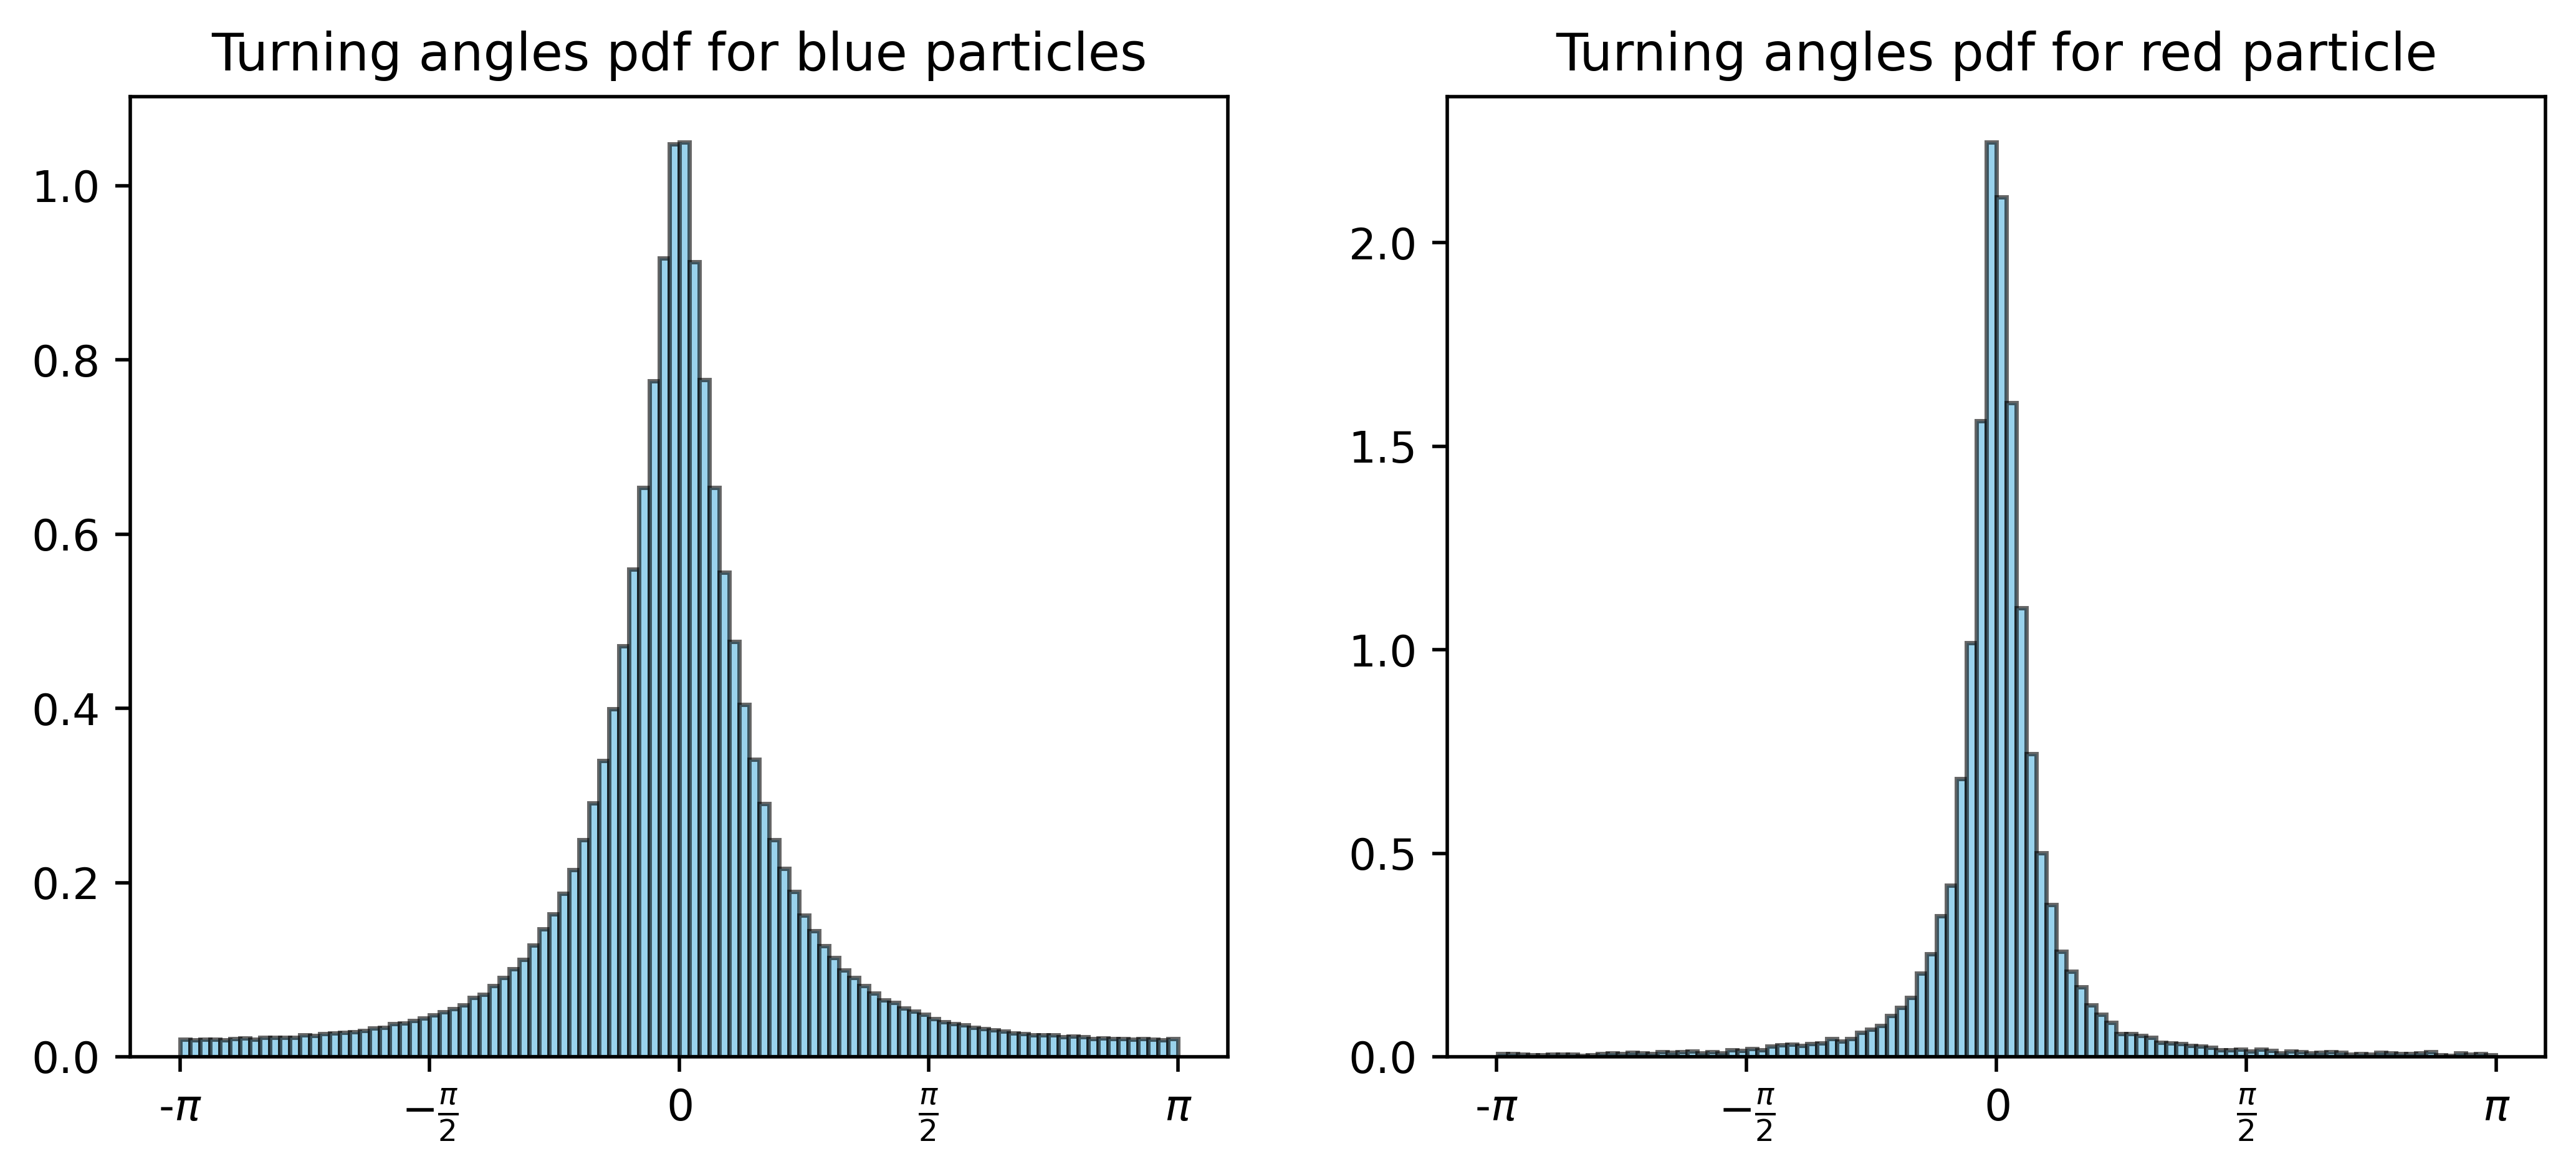 Turning angles pdf for blue particles
1.0
0.8
0.6
0.4
0.2
0.0
-π −π/2 0 π/2 π
Turning angles pdf for red particle
2.0
1.5
1.0
0.5
0.0
-π −π/2 0 π/2 π